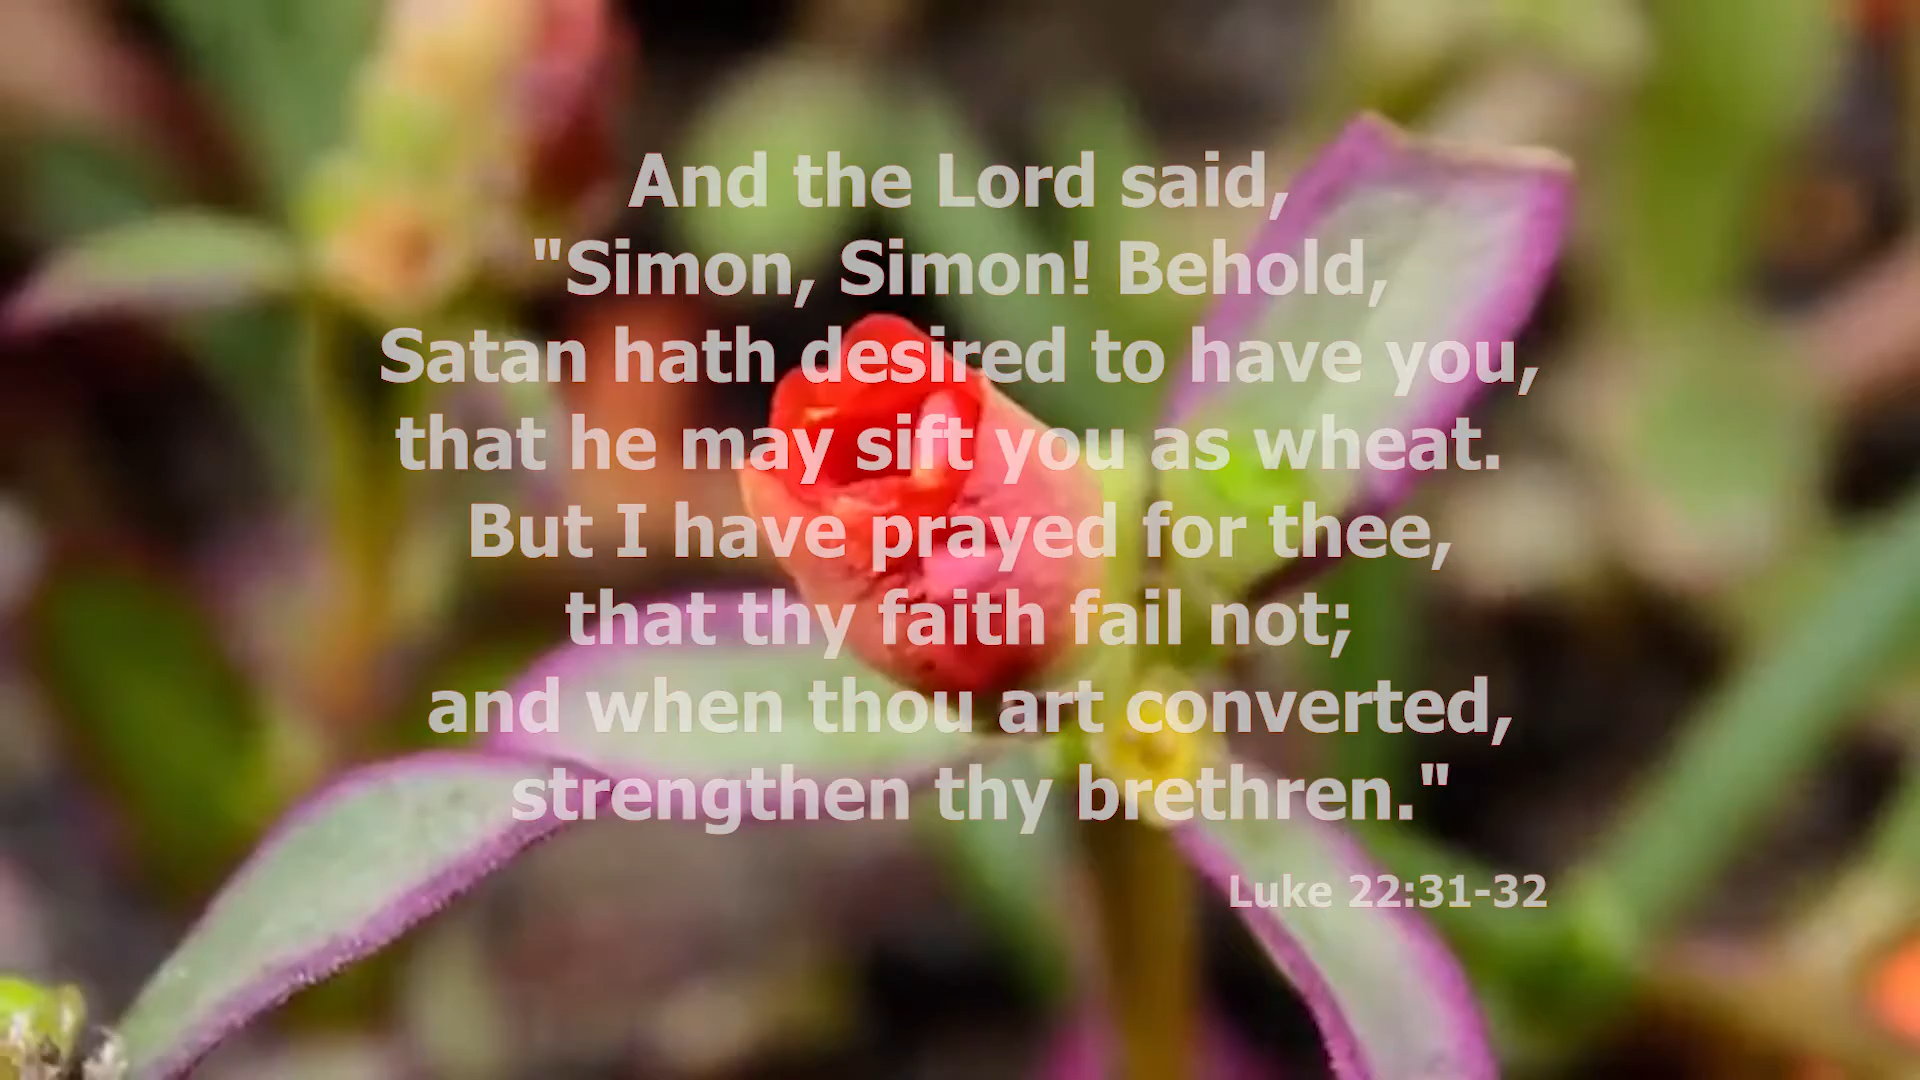 And the Lord said,
"Simon, Simon! Behold,
Satan hath desired to have you,
that he may sift you as wheat.
But I have prayed for thee,
that thy faith fail not;
and when thou art converted,
strengthen thy brethren."
Luke 22:31-32